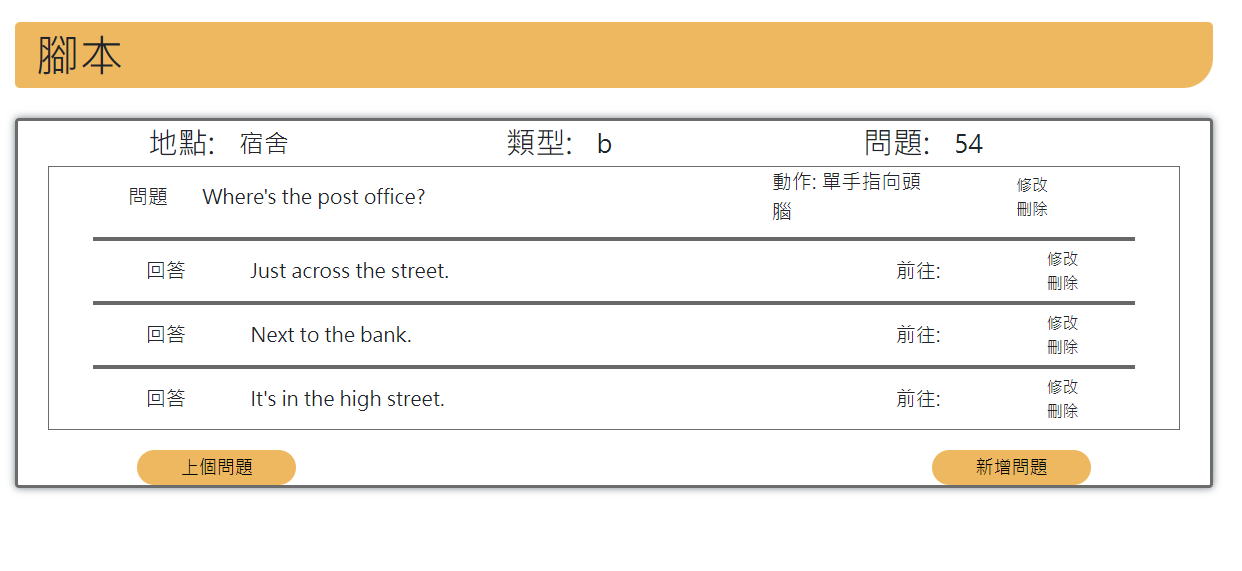 腳本
地點: 宿舍 類型: b 問題: 54
問題 Where's the post office? 動作: 單手指向頭
腦
修改
刪除
回答 Just across the street. 前往:
修改
刪除
回答 Next to the bank. 前往:
修改
刪除
回答 It's in the high street. 前往:
修改
刪除
上個問題 新增問題